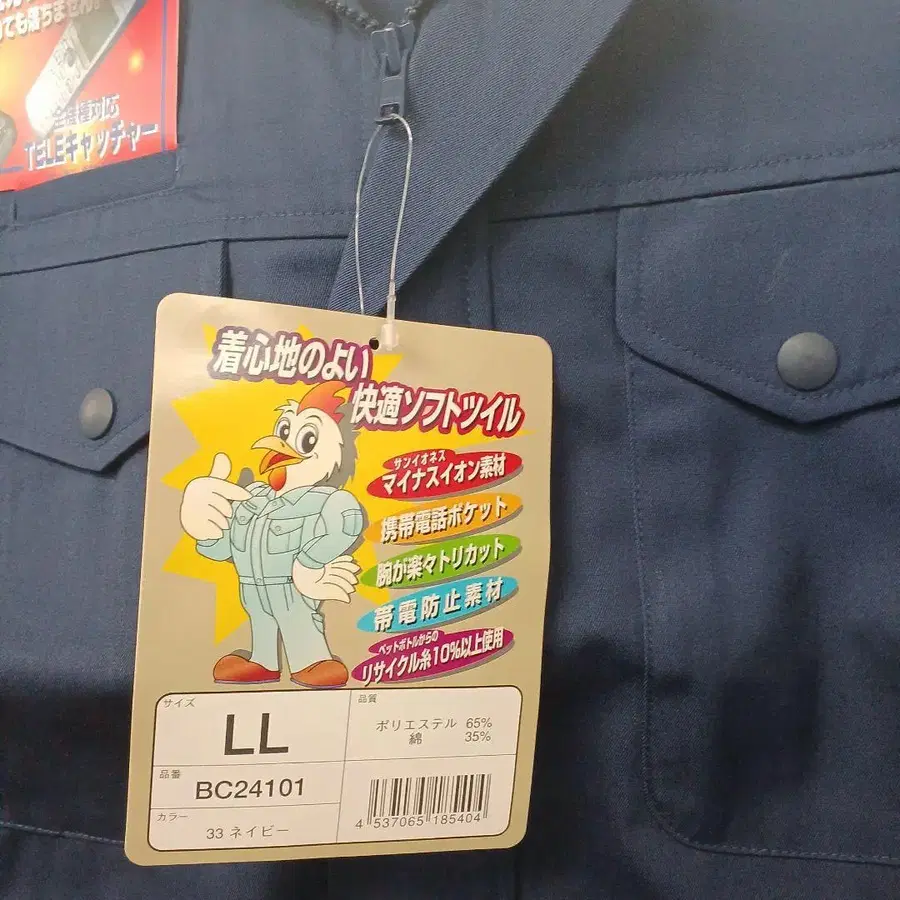 ても落ちません。
全機種対応
TELEキャッチャー
着心地のよい
快適ソフトツイル
サンイオネス
マイナスイオン素材
携帯電話ポケット
腕が楽々トリカット
帯電防止素材
ペットボトルからの
リサイクル糸10%以上使用
サイズ
LL
品番
BC24101
カラー
33 ネイビー
品質
ポリエステル 65%
綿 35%
4 537065 185404